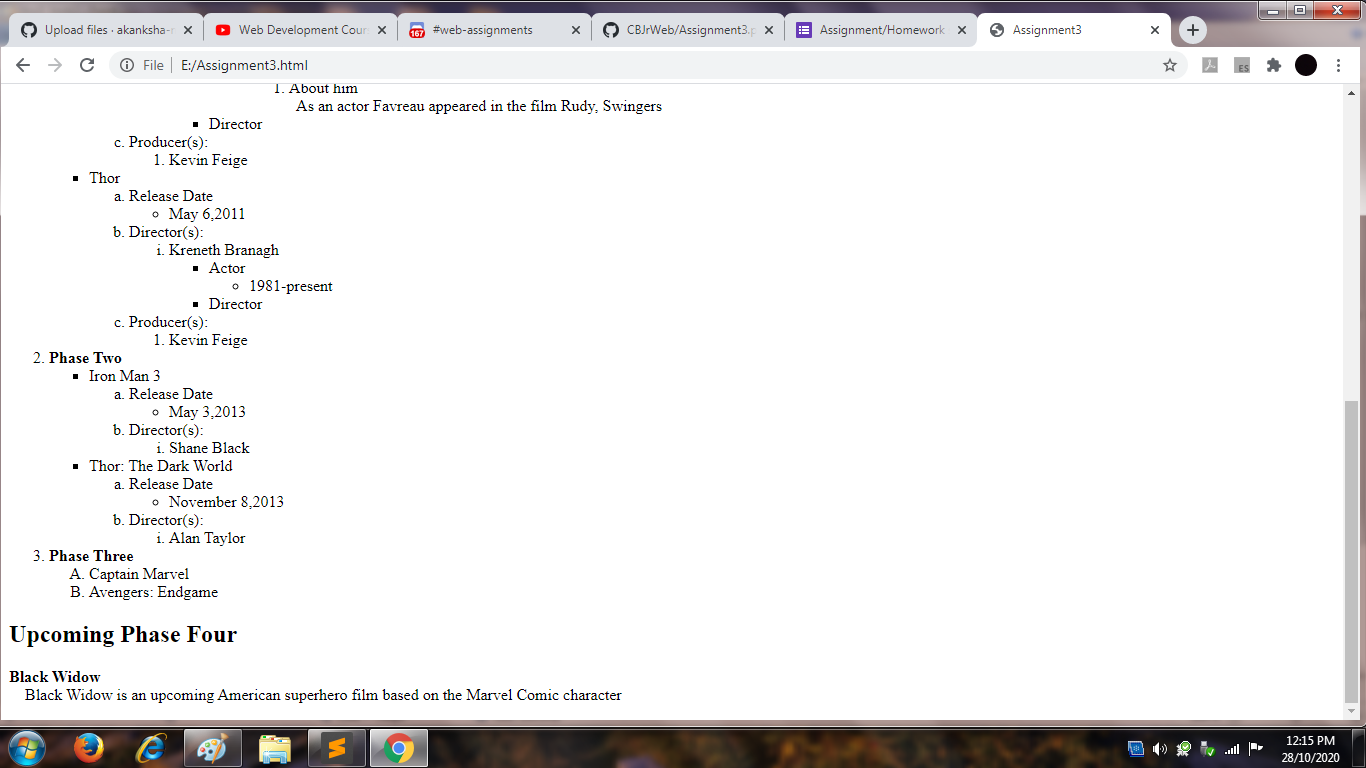 Upload files · akanksha-r
Web Development Cour
167
#web-assignments
CBJrWeb/Assignment3.p
Assignment/Homework
Assignment3
File
E:/Assignment3.html
ES
1. About him
As an actor Favreau appeared in the film Rudy, Swingers
▪ Director
c. Producer(s):
1. Kevin Feige
▪ Thor
a. Release Date
◦ May 6,2011
b. Director(s):
i. Kreneth Branagh
▪ Actor
◦ 1981-present
▪ Director
c. Producer(s):
1. Kevin Feige
2. Phase Two
▪ Iron Man 3
a. Release Date
◦ May 3,2013
b. Director(s):
i. Shane Black
▪ Thor: The Dark World
a. Release Date
◦ November 8,2013
b. Director(s):
i. Alan Taylor
3. Phase Three
A. Captain Marvel
B. Avengers: Endgame
Upcoming Phase Four
Black Widow
Black Widow is an upcoming American superhero film based on the Marvel Comic character
12:15 PM
28/10/2020